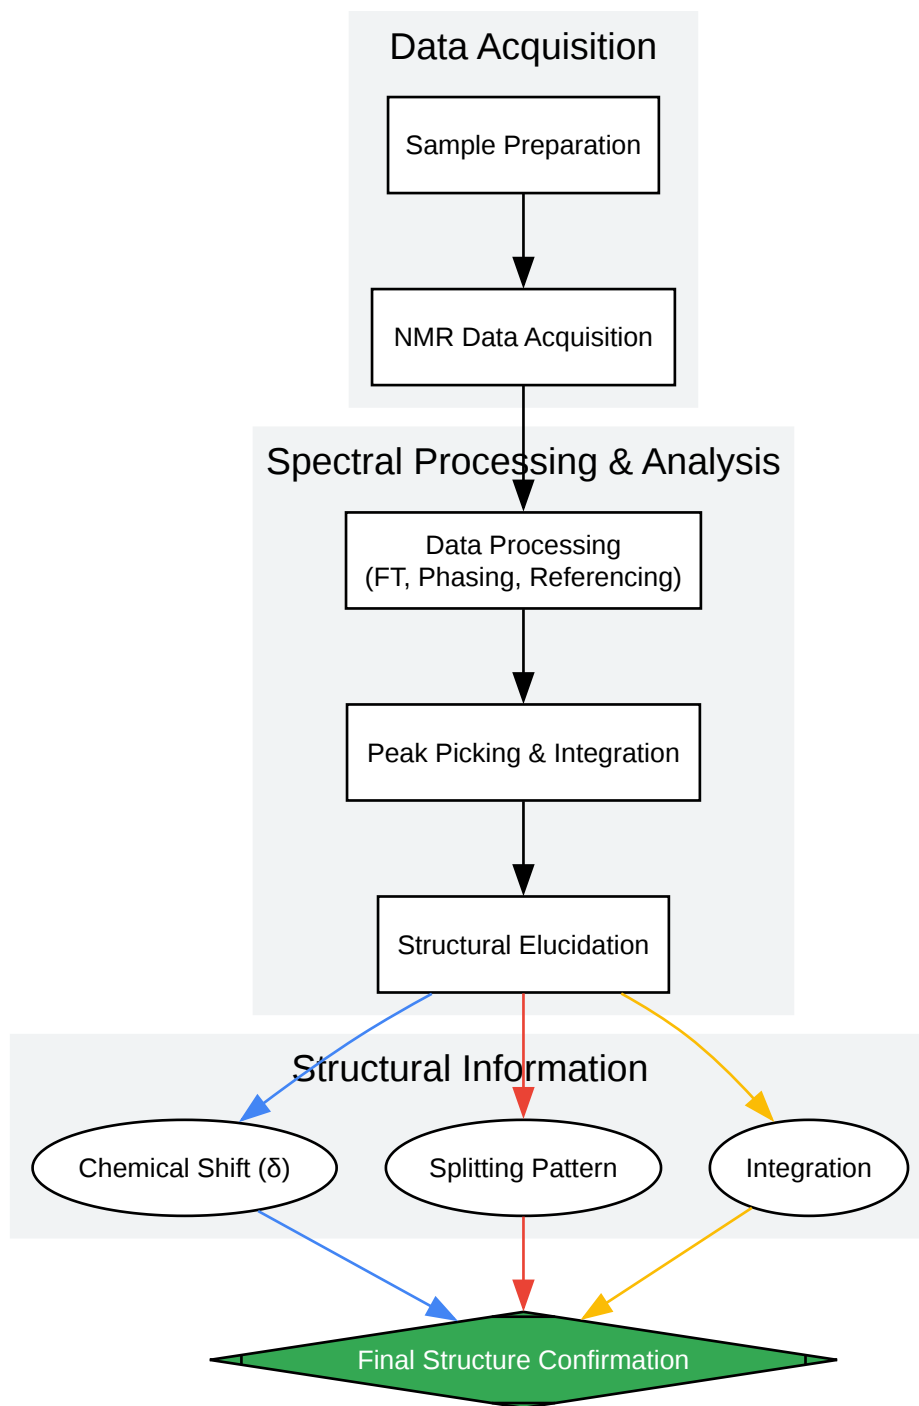 Data Acquisition
Sample Preparation
NMR Data Acquisition
Spectral Processing & Analysis
Data Processing
(FT, Phasing, Referencing)
Peak Picking & Integration
Structural Elucidation
Structural Information
Chemical Shift (δ)
Splitting Pattern
Integration
Final Structure Confirmation